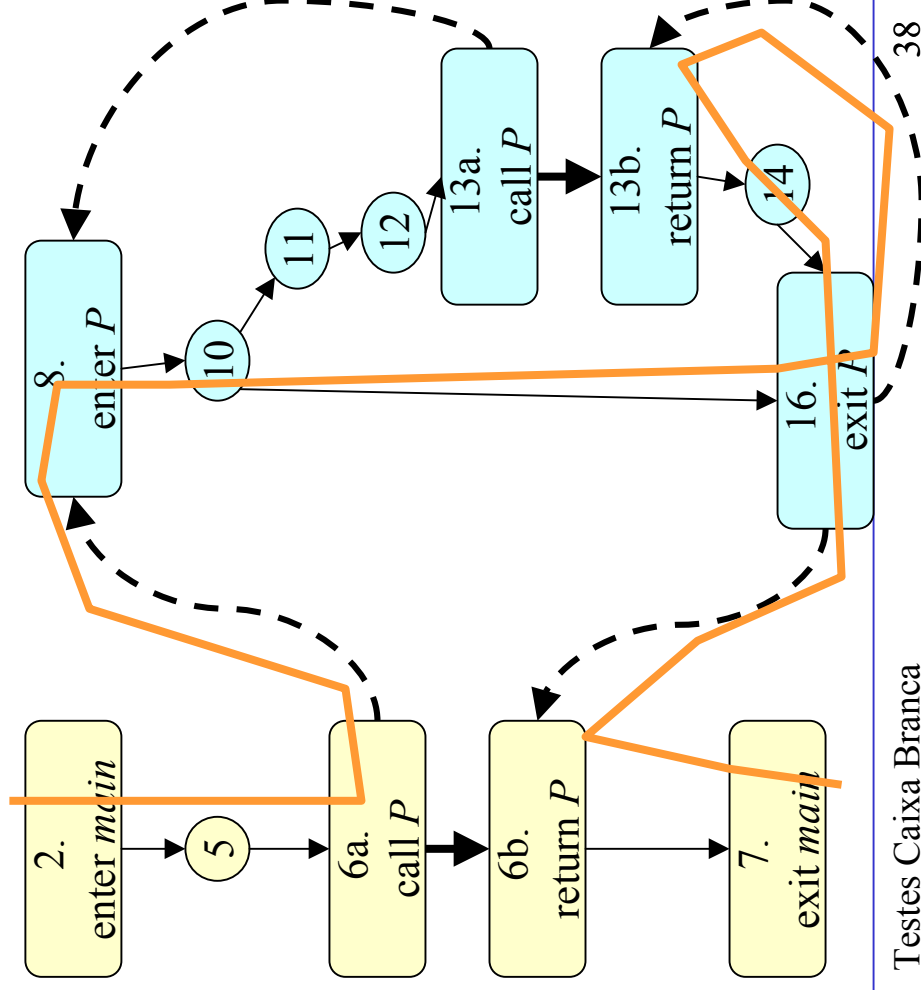 2.
enter main
5
6a.
call P
6b.
return P
7.
exit main
8.
enter P
10
11
12
13a.
call P
13b.
return P
14
16.
exit P
Testes Caixa Branca
38